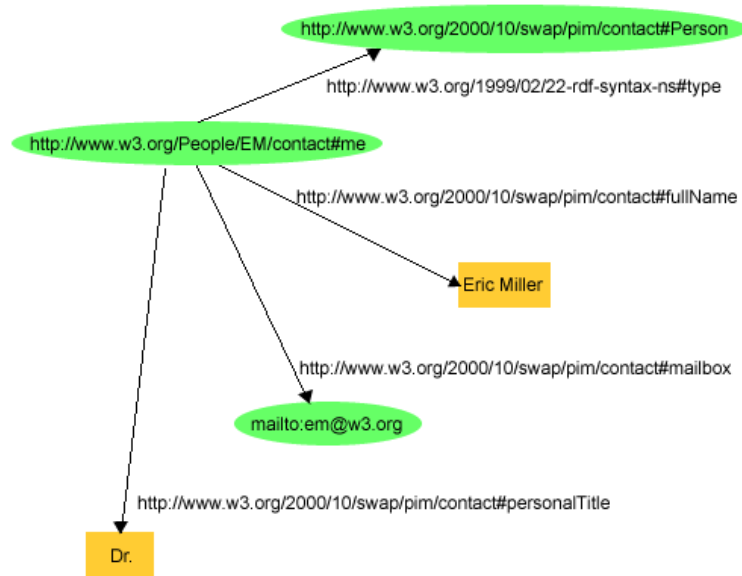 http://www.w3.org/2000/10/swap/pim/contact#Person
http://www.w3.org/1999/02/22-rdf-syntax-ns#type
http://www.w3.org/People/EM/contact#me
http://www.w3.org/2000/10/swap/pim/contact#fullName
Eric Miller
http://www.w3.org/2000/10/swap/pim/contact#mailbox
mailto:em@w3.org
http://www.w3.org/2000/10/swap/pim/contact#personalTitle
Dr.